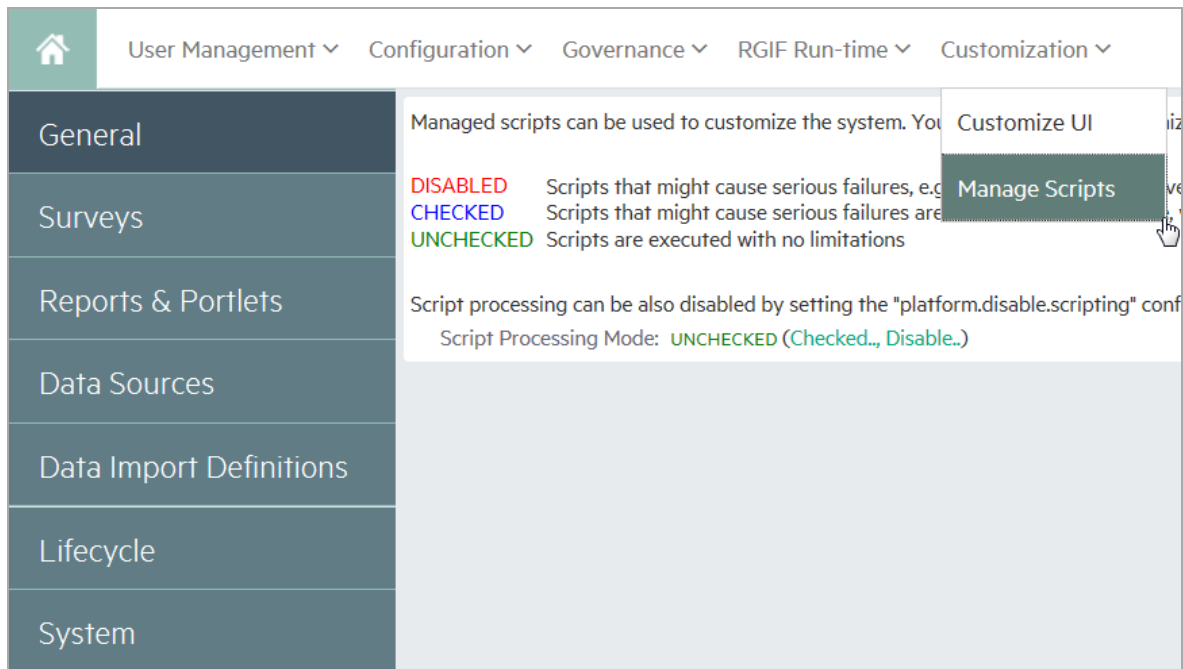 User Management Configuration Governance RGIF Run-time Customization
Customize UI
Manage Scripts
General
Surveys
Reports & Portlets
Data Sources
Data Import Definitions
Lifecycle
System
Managed scripts can be used to customize the system.
DISABLED Scripts that might cause serious failures, e.g
CHECKED Scripts that might cause serious failures are
UNCHECKED Scripts are executed with no limitations
Script processing can be also disabled by setting the "platform.disable.scripting"
Script Processing Mode: UNCHECKED (Checked.., Disable..)